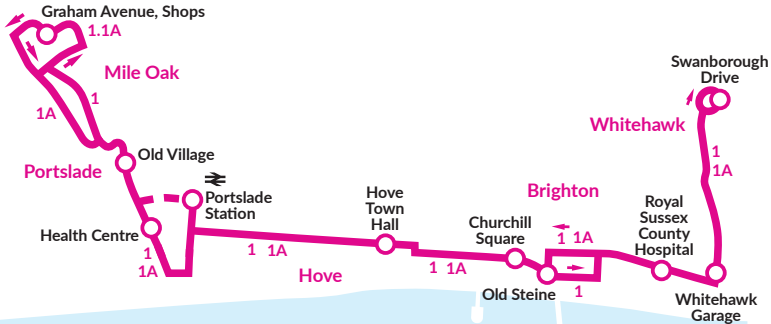 Graham Avenue, Shops
1.1A
Mile Oak
1
1A
Old Village
Portslade
Portslade
Station
Health Centre
1
1A
1 1A
Hove
Hove
Town
Hall
1 1A
Churchill
Square
Brighton
1 1A
Old Steine
1
Royal
Sussex
County
Hospital
Whitehawk
Garage
1
1A
Whitehawk
Swanborough
Drive